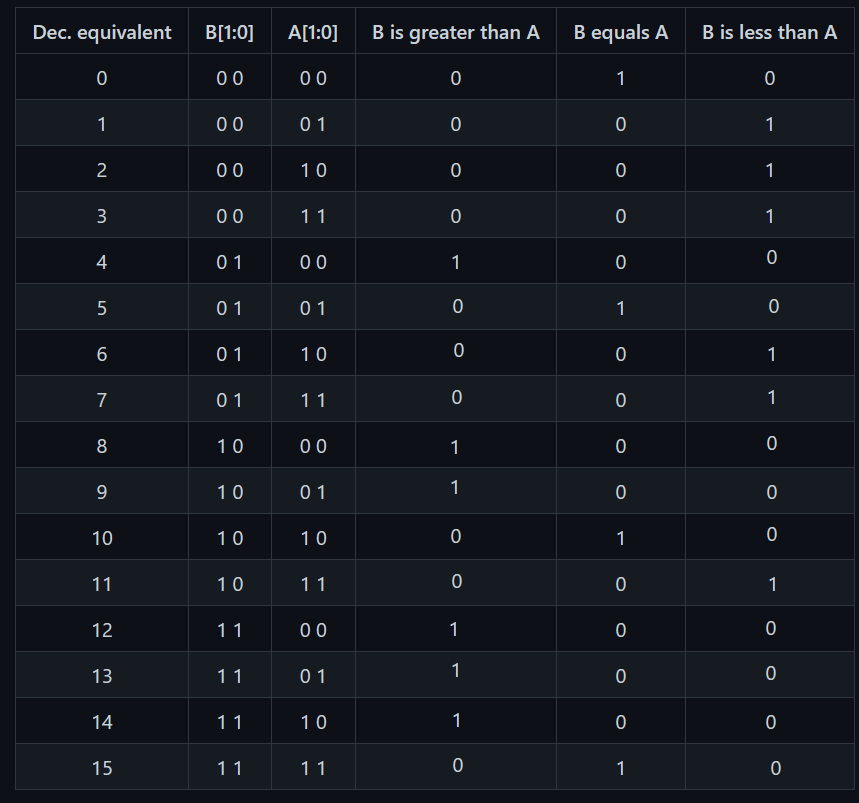 Dec. equivalent B[1:0] A[1:0] B is greater than A B equals A B is less than A
0 0 0 0 0 0 1 0
1 0 0 0 1 0 0 1
2 0 0 1 0 0 0 1
3 0 0 1 1 0 0 1
4 0 1 0 0 1 0 0
5 0 1 0 1 0 1 0
6 0 1 1 0 0 0 1
7 0 1 1 1 0 0 1
8 1 0 0 0 1 0 0
9 1 0 0 1 1 0 0
10 1 0 1 0 0 1 0
11 1 0 1 1 0 0 1
12 1 1 0 0 1 0 0
13 1 1 0 1 1 0 0
14 1 1 1 0 1 0 0
15 1 1 1 1 0 1 0